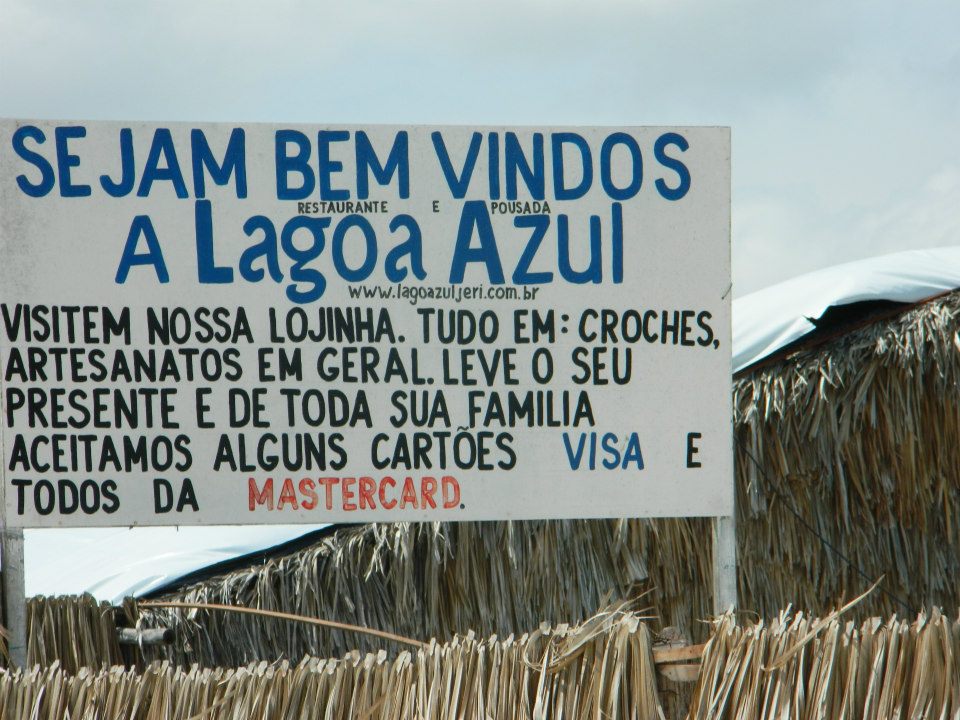 SEJAM BEM VINDOS
RESTAURANTE E POUSADA
A Lagoa Azul
www.lagoazuljeri.com.br
VISITEM NOSSA LOJINHA. TUDO EM: CROCHES,
ARTESANATOS EM GERAL. LEVE O SEU
PRESENTE E DE TODA SUA FAMILIA
ACEITAMOS ALGUNS CARTÕES VISA E
TODOS DA MASTERCARD.